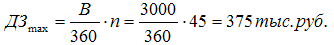 ДЗmax = B/360 · n = 3000/360 · 45 = 375 тыс.руб.